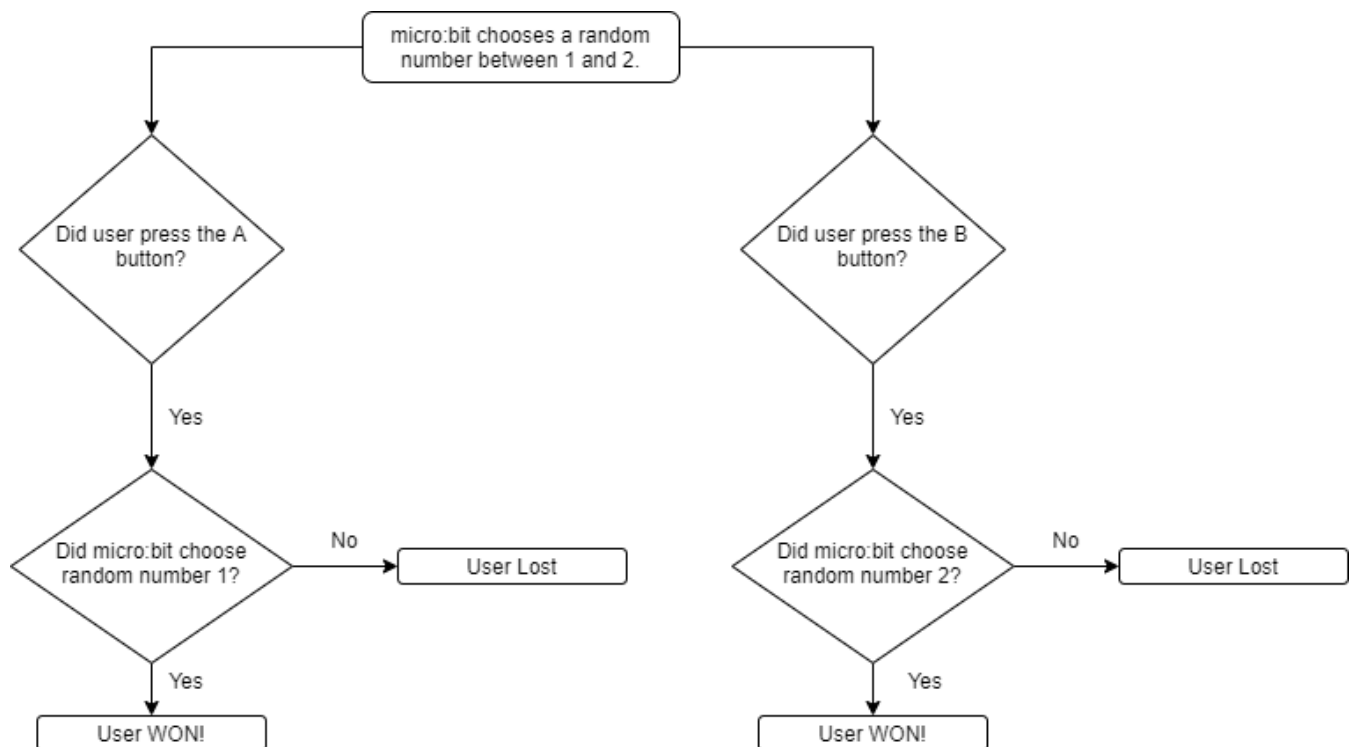 micro:bit chooses a random
number between 1 and 2.
Did user press the A
button?
Did user press the B
button?
Yes
Yes
Did micro:bit choose
random number 1?
No
User Lost
Did micro:bit choose
random number 2?
No
User Lost
Yes
Yes
User WON!
User WON!